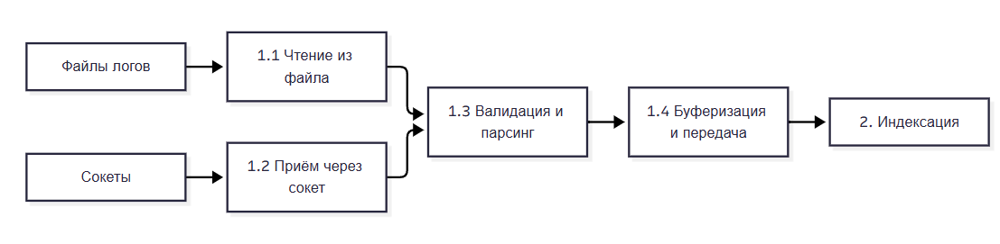 Файлы логов
1.1 Чтение из
файла
Сокеты
1.2 Приём через
сокет
1.3 Валидация и
парсинг
1.4 Буферизация
и передача
2. Индексация